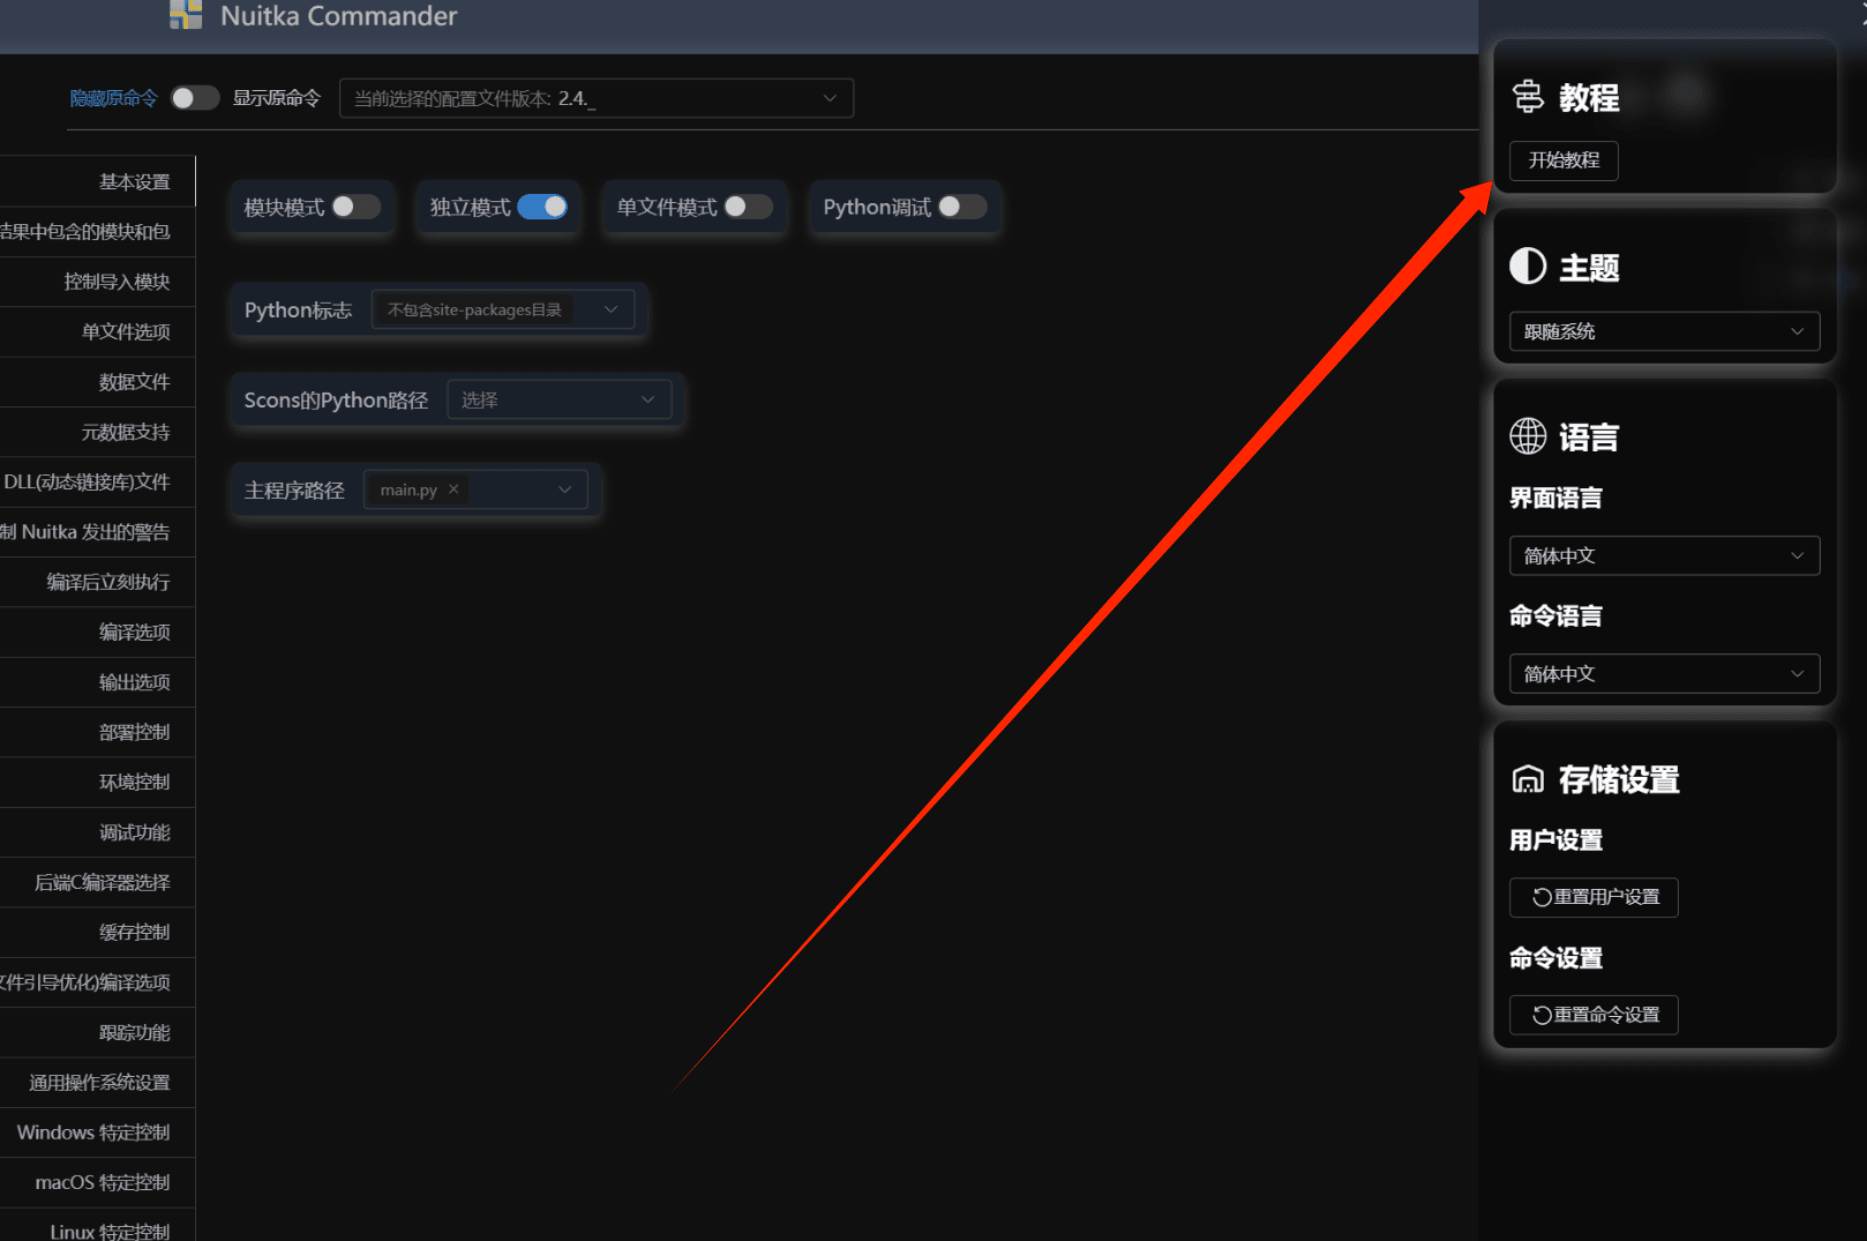 Nuitka Commander
隐藏原命令 显示原命令 当前选择的配置文件版本: 2.4._
基本设置
结果中包含的模块和包
控制导入模块
单文件选项
数据文件
元数据支持
DLL(动态链接库)文件
制 Nuitka 发出的警告
编译后立刻执行
编译选项
输出选项
部署控制
环境控制
调试功能
后端C编译器选择
缓存控制
文件引导优化)编译选项
跟踪功能
通用操作系统设置
Windows 特定控制
macOS 特定控制
Linux 特定控制
模块模式 独立模式 单文件模式 Python调试
Python标志 不包含site-packages目录
Scons的Python路径 选择
主程序路径 main.py ×
教程
开始教程
主题
跟随系统
语言
界面语言
简体中文
命令语言
简体中文
存储设置
用户设置
重置用户设置
命令设置
重置命令设置